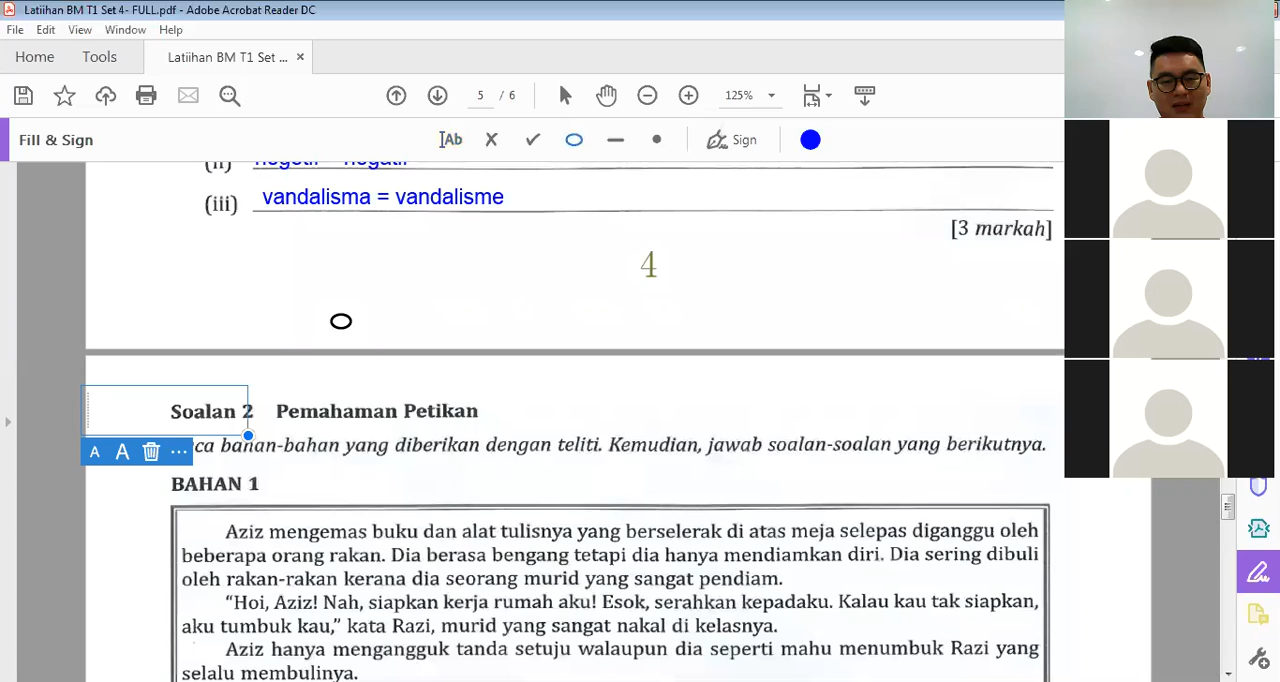 Latiihan BM T1 Set 4- FULL.pdf - Adobe Acrobat Reader DC
File Edit View Window Help
Home Tools Latiihan BM T1 Set ... ×
5 / 6 125%
Fill & Sign Ab Sign
(ii) negetif = negatif
(iii) vandalisma = vandalisme
[3 markah]
4
Soalan 2 Pemahaman Petikan
A A ...
ca bahan-bahan yang diberikan dengan teliti. Kemudian, jawab soalan-soalan yang berikutnya.
BAHAN 1
Aziz mengemas buku dan alat tulisnya yang berselerak di atas meja selepas diganggu oleh
beberapa orang rakan. Dia berasa bengang tetapi dia hanya mendiamkan diri. Dia sering dibuli
oleh rakan-rakan kerana dia seorang murid yang sangat pendiam.
“Hoi, Aziz! Nah, siapkan kerja rumah aku! Esok, serahkan kepadaku. Kalau kau tak siapkan,
aku tumbuk kau,” kata Razi, murid yang sangat nakal di kelasnya.
Aziz hanya mengangguk tanda setuju walaupun dia seperti mahu menumbuk Razi yang
selalu membulinya.